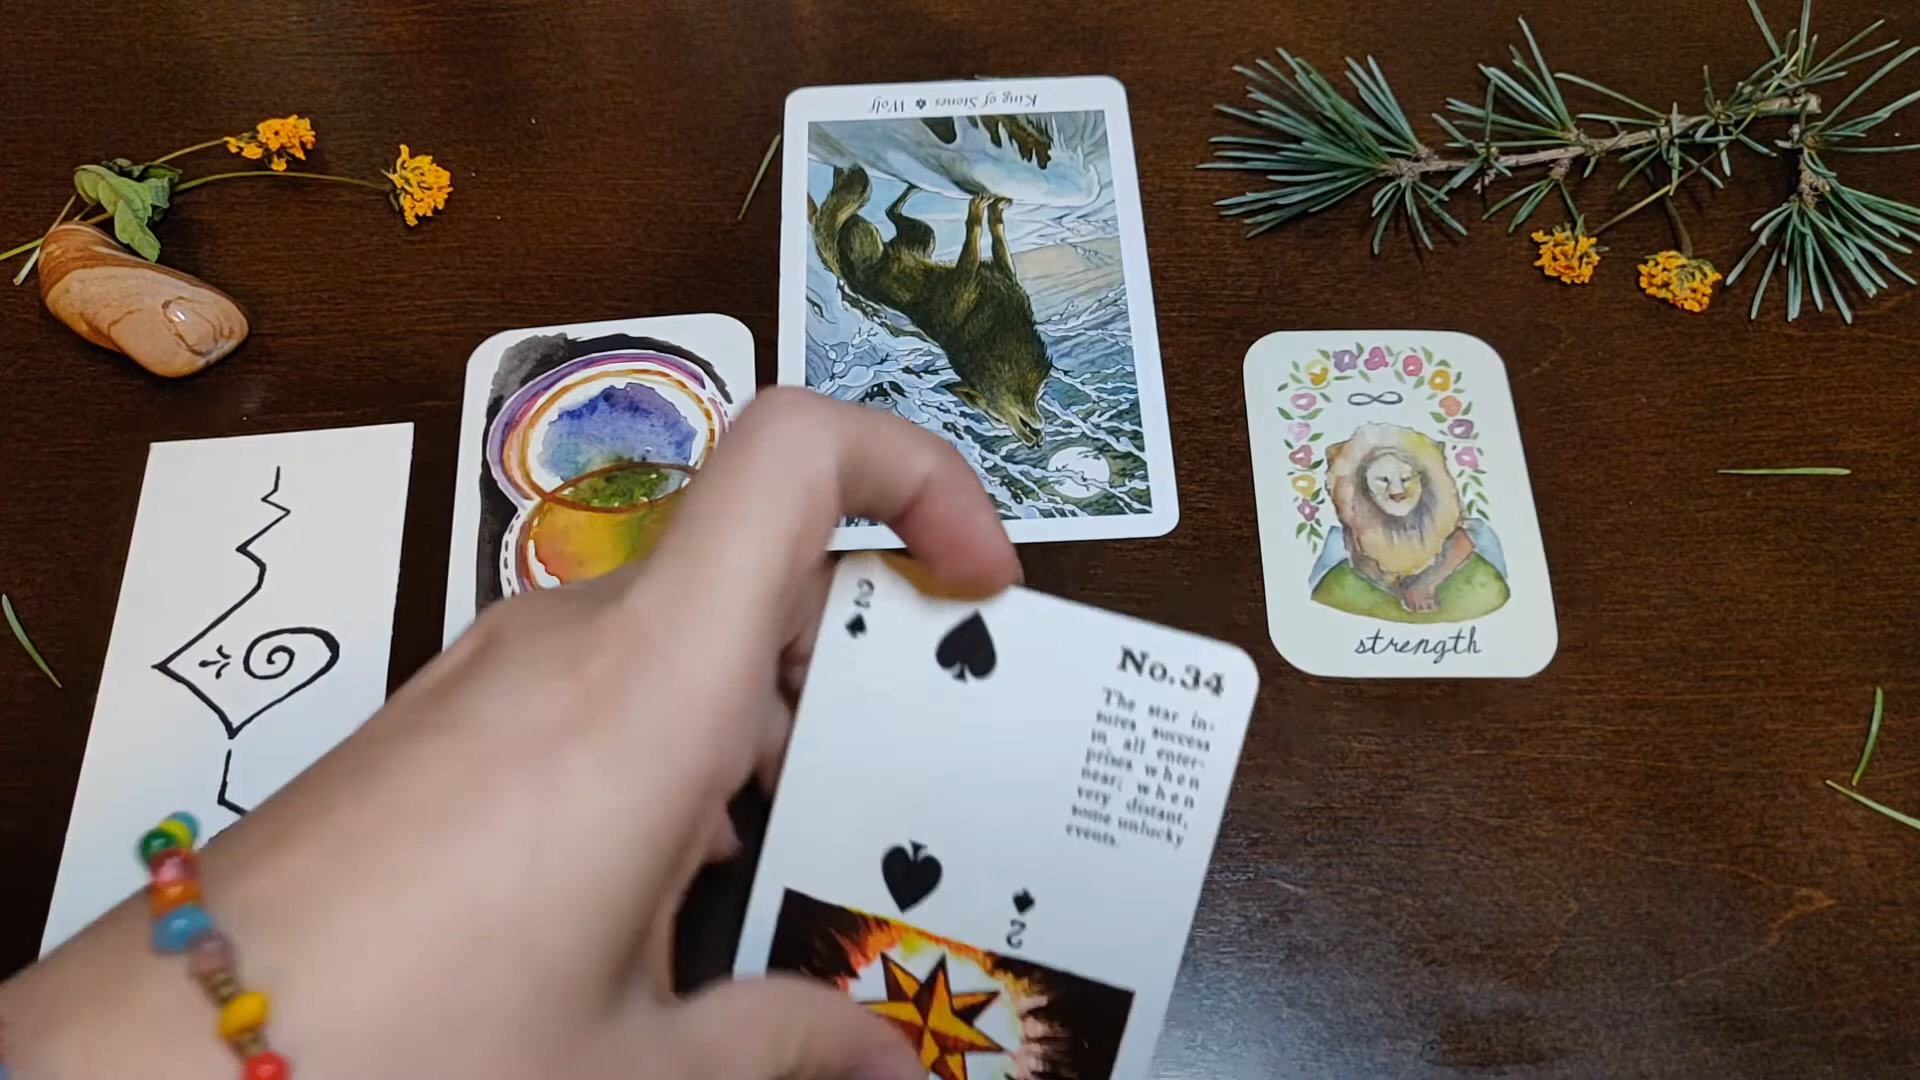 King of Stones Wolf
∞
strength
2
No.34
The star in-
sures success
in all enter-
prises when
near; when
very distant,
some unlucky
events.
2